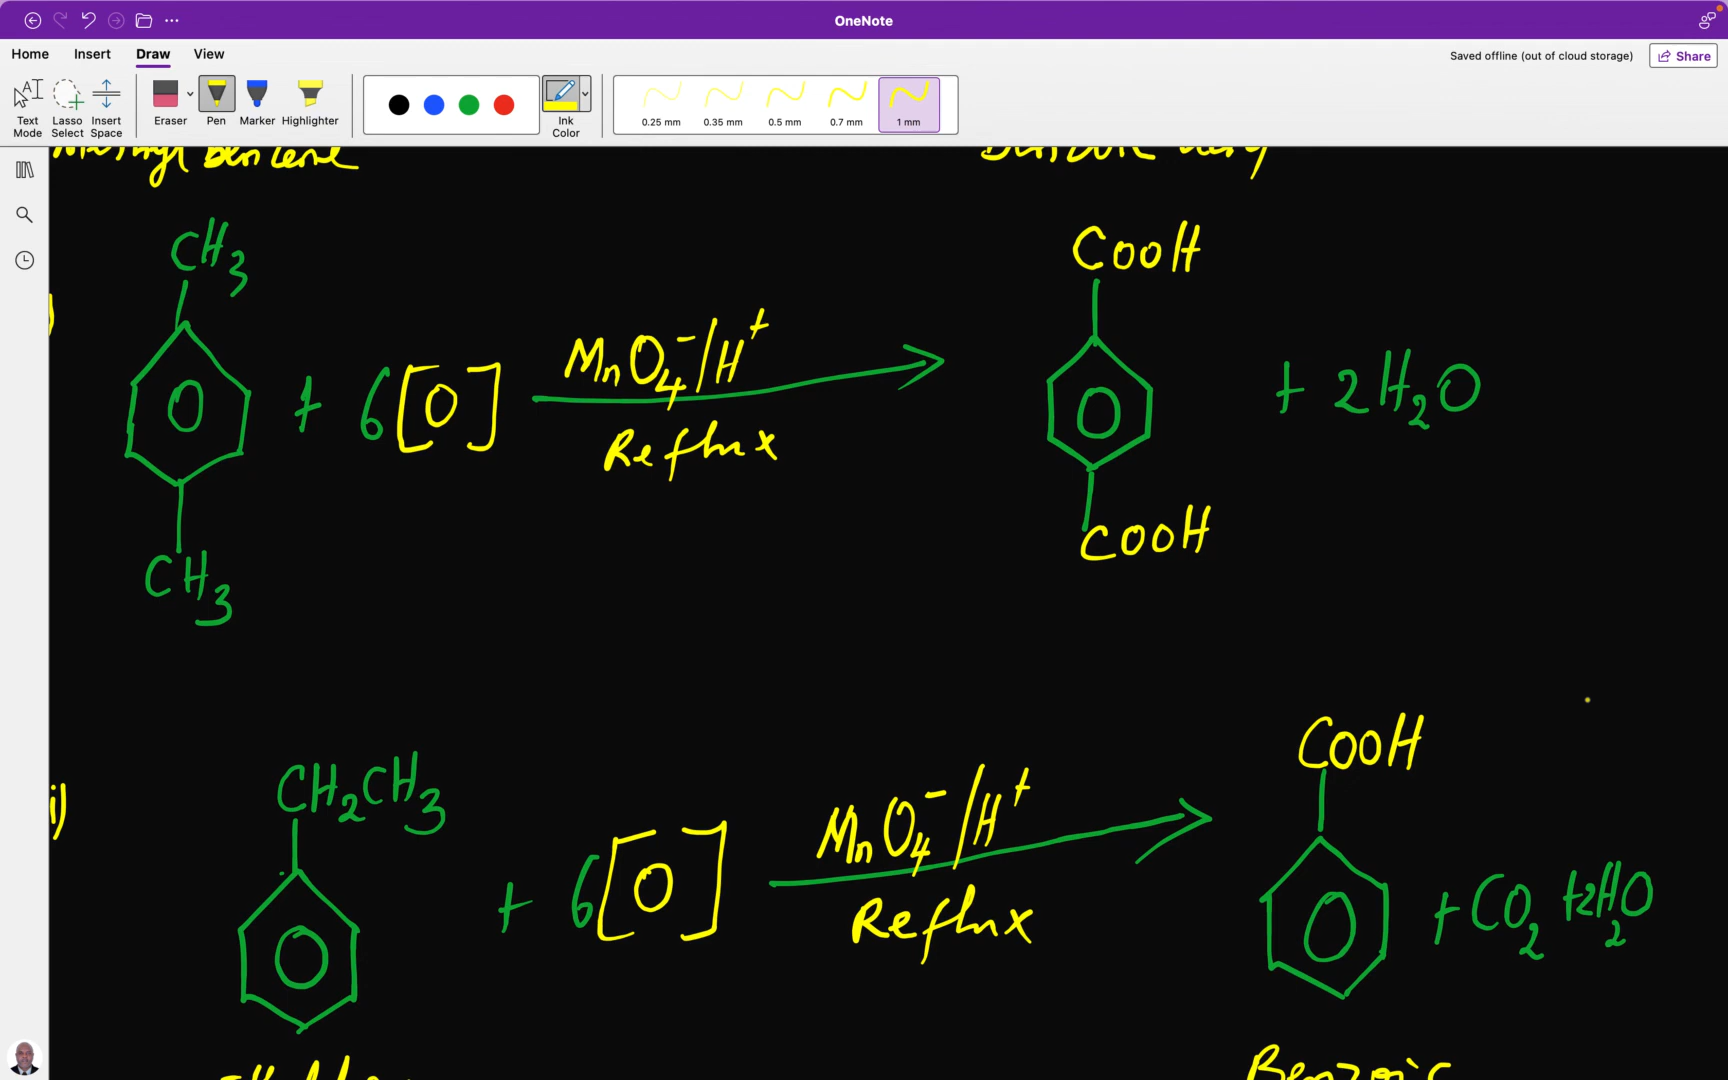 OneNote
Home Insert Draw View
Saved offline (out of cloud storage) Share
Text Mode
Lasso Select
Insert Space
Eraser
Pen
Marker
Highlighter
Ink Color
0.25 mm
0.35 mm
0.5 mm
0.7 mm
1 mm
CH3
COOH
+ 6[O] MnO4-/H+ + 2H2O
Reflux
CH3
COOH
i)
CH2CH3
COOH
+ 6[O] MnO4-/H+ + CO2 + 2H2O
Reflux
Benzoic